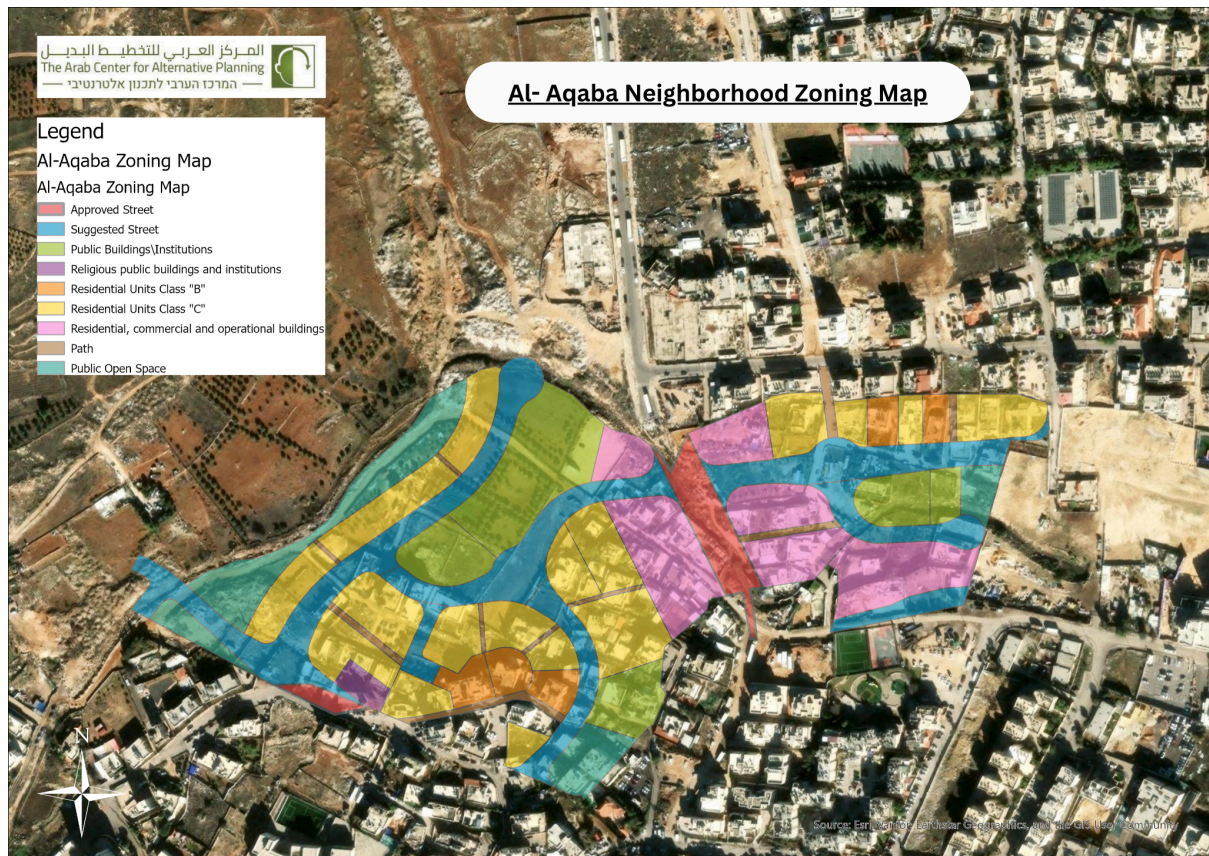 المركز العربي للتخطيط البديل
The Arab Center for Alternative Planning
המרכז הערבי לתכנון אלטרנטיבי
Al- Aqaba Neighborhood Zoning Map
Legend
Al-Aqaba Zoning Map
Al-Aqaba Zoning Map
Approved Street
Suggested Street
Public Buildings\Institutions
Religious public buildings and institutions
Residential Units Class "B"
Residential Units Class "C"
Residential, commercial and operational buildings
Path
Public Open Space
N
Source: Esri, Maxar, Earthstar Geographics, and the GIS User Community